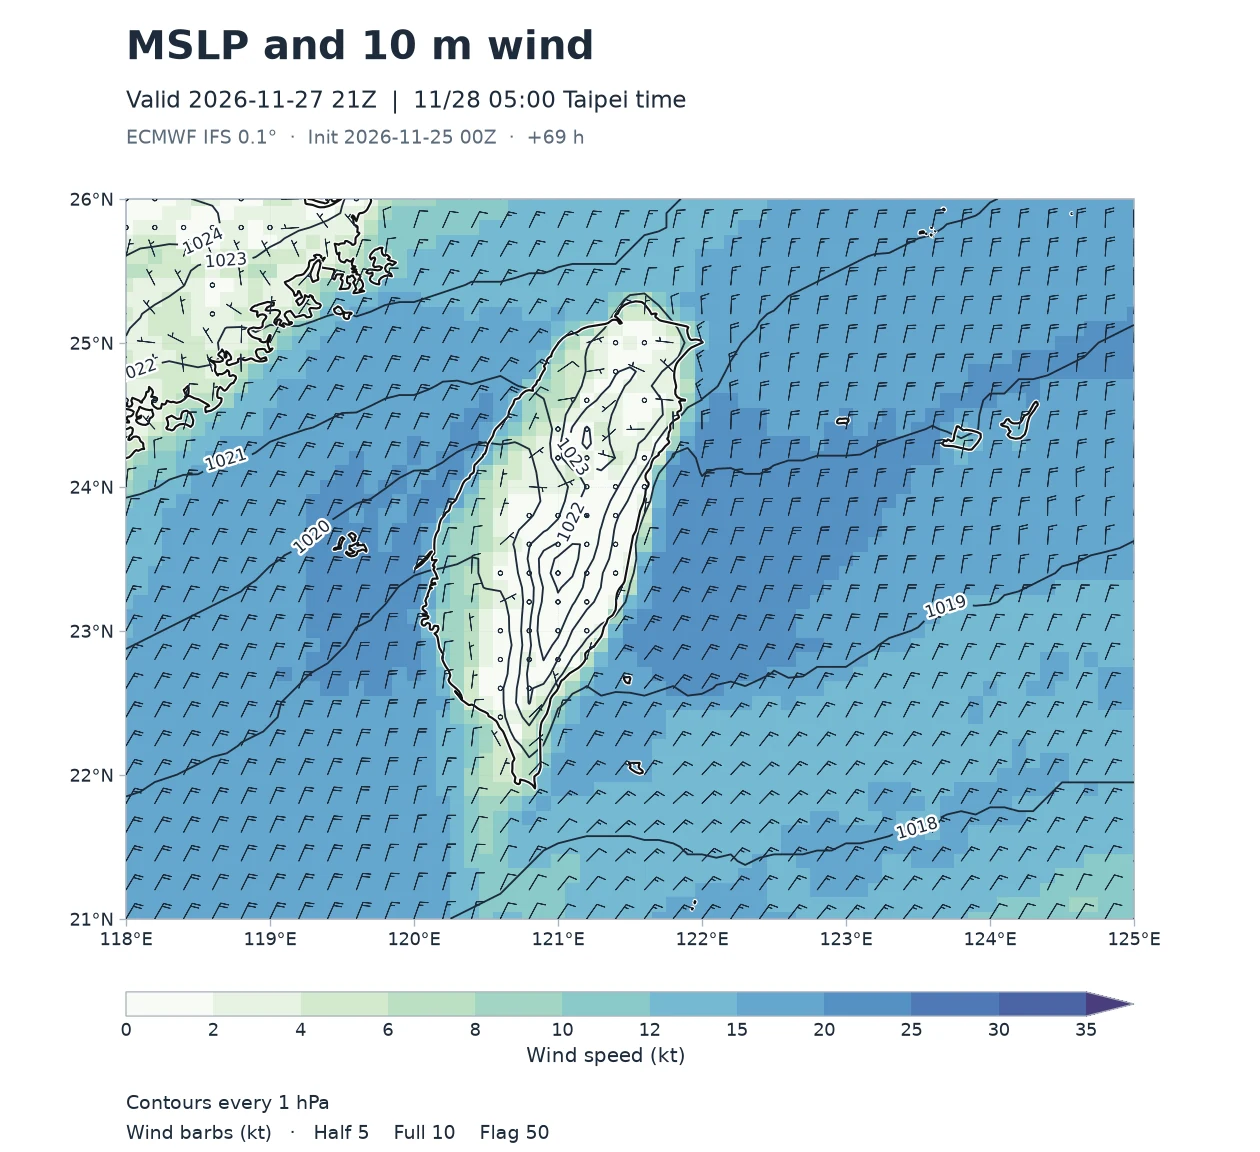 MSLP and 10 m wind
Valid 2026-11-27 21Z | 11/28 05:00 Taipei time
ECMWF IFS 0.1° · Init 2026-11-25 00Z · +69 h
26°N
1024
1023
25°N
022
1021
1023
24°N
1022
1020
1019
23°N
22°N
1018
21°N
118°E 119°E 120°E 121°E 122°E 123°E 124°E 125°E
0 2 4 6 8 10 12 15 20 25 30 35
Wind speed (kt)
Contours every 1 hPa
Wind barbs (kt) · Half 5 Full 10 Flag 50